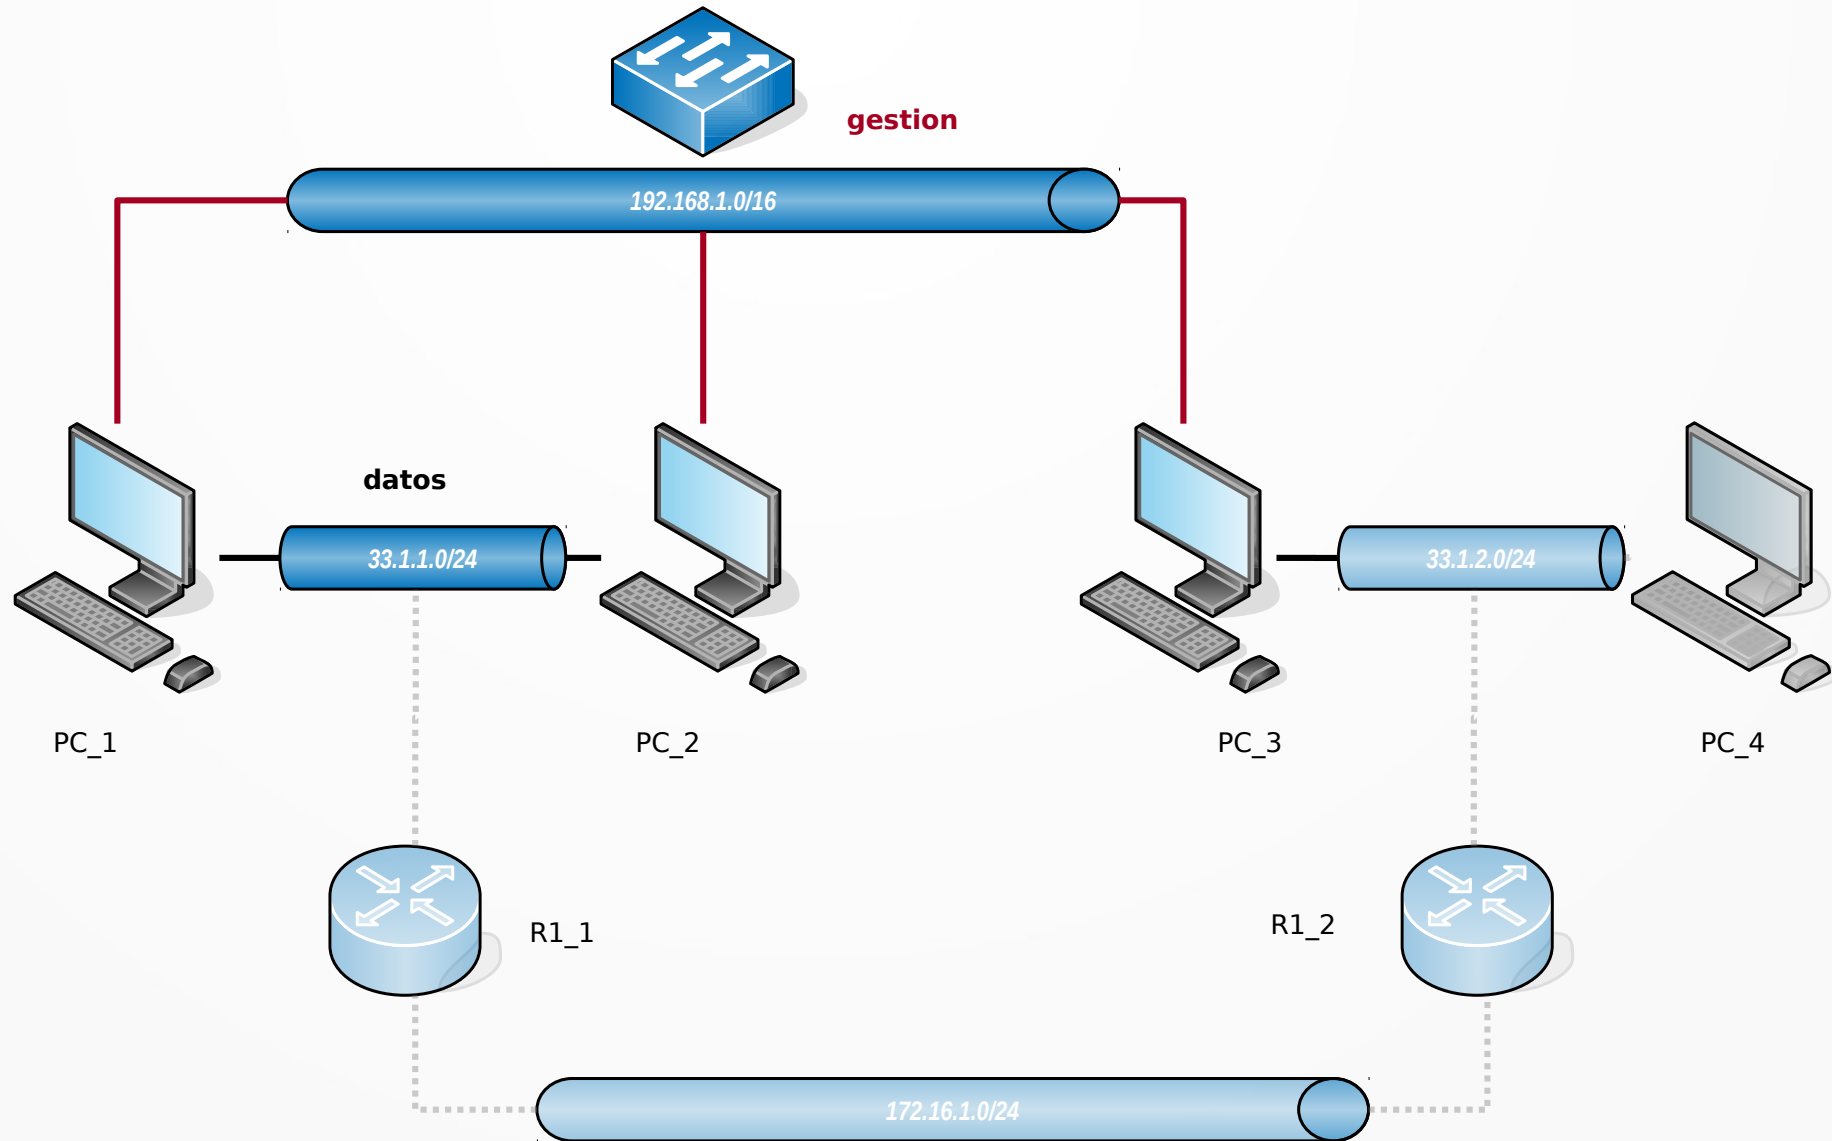 gestion
192.168.1.0/16
datos
33.1.1.0/24
33.1.2.0/24
PC_1
PC_2
PC_3
PC_4
R1_1
R1_2
172.16.1.0/24